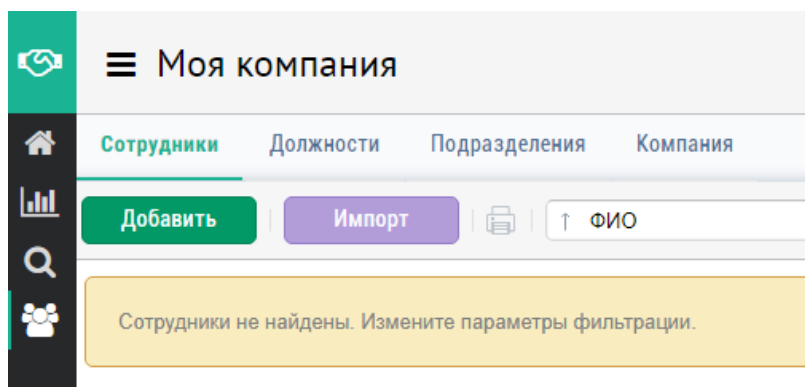 Моя компания
Сотрудники Должности Подразделения Компания
Добавить Импорт ↑ ФИО
Сотрудники не найдены. Измените параметры фильтрации.